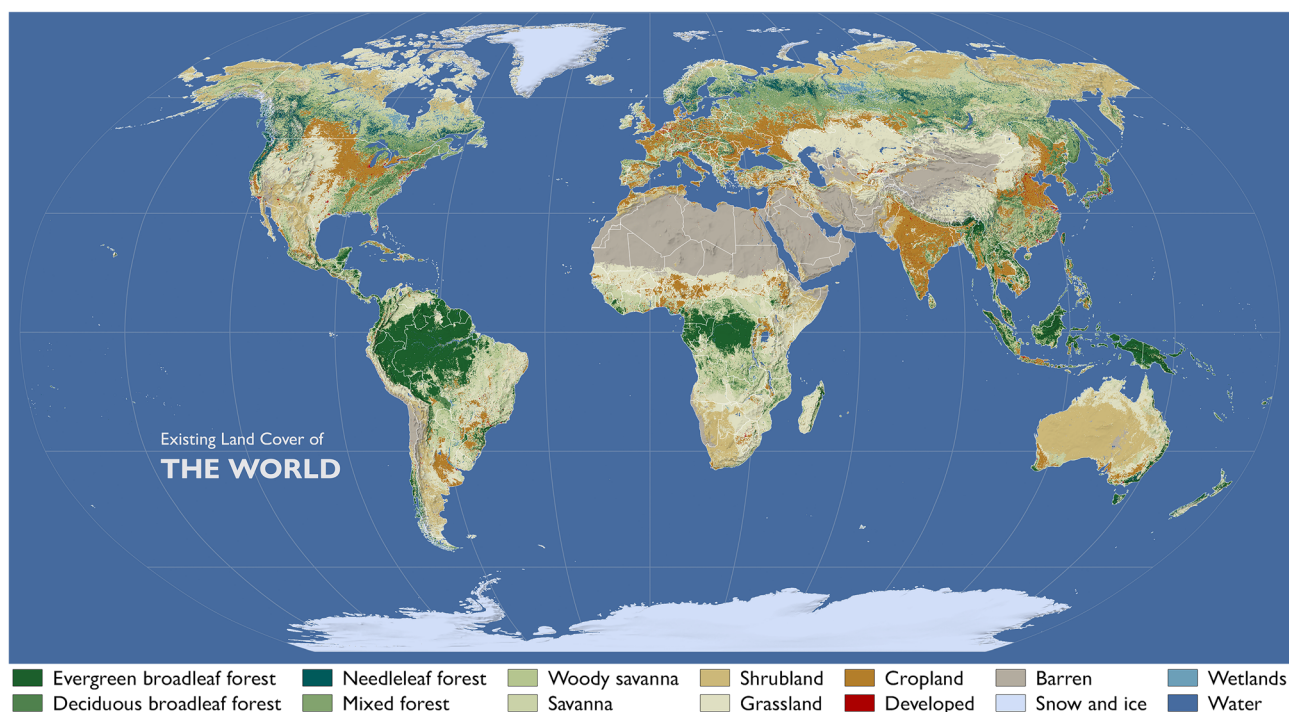 Existing Land Cover of
THE WORLD
Evergreen broadleaf forest
Needleleaf forest
Woody savanna
Shrubland
Cropland
Barren
Wetlands
Deciduous broadleaf forest
Mixed forest
Savanna
Grassland
Developed
Snow and ice
Water